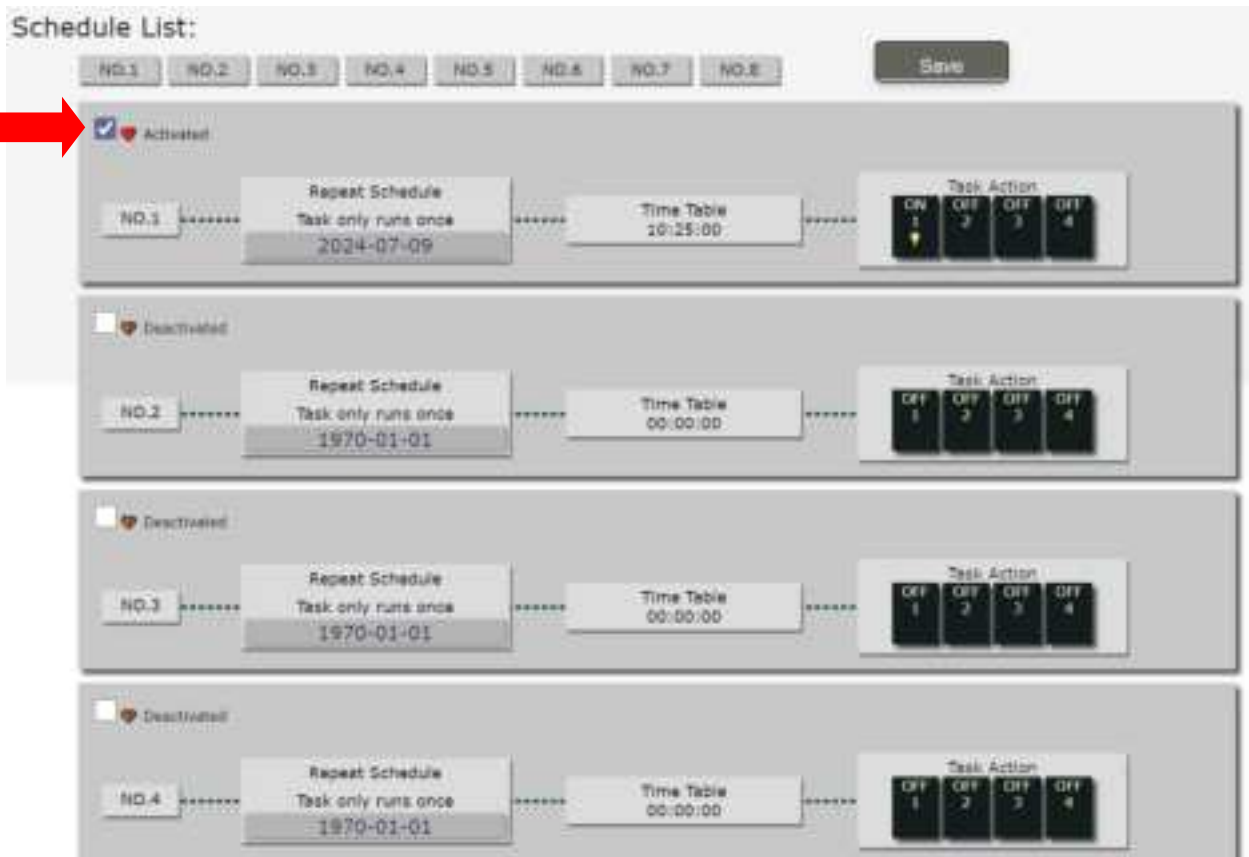 Schedule List:
NO.1 NO.2 NO.3 NO.4 NO.5 NO.6 NO.7 NO.8 Save
Activated
NO.1
Repeat Schedule
Task only runs once
2024-07-09
Time Table
10:25:00
Task Action
ON OFF OFF OFF
1 2 3 4
Deactivated
NO.2
Repeat Schedule
Task only runs once
1970-01-01
Time Table
00:00:00
Task Action
OFF OFF OFF OFF
1 2 3 4
Deactivated
NO.3
Repeat Schedule
Task only runs once
1970-01-01
Time Table
00:00:00
Task Action
OFF OFF OFF OFF
1 2 3 4
Deactivated
NO.4
Repeat Schedule
Task only runs once
1970-01-01
Time Table
00:00:00
Task Action
OFF OFF OFF OFF
1 2 3 4